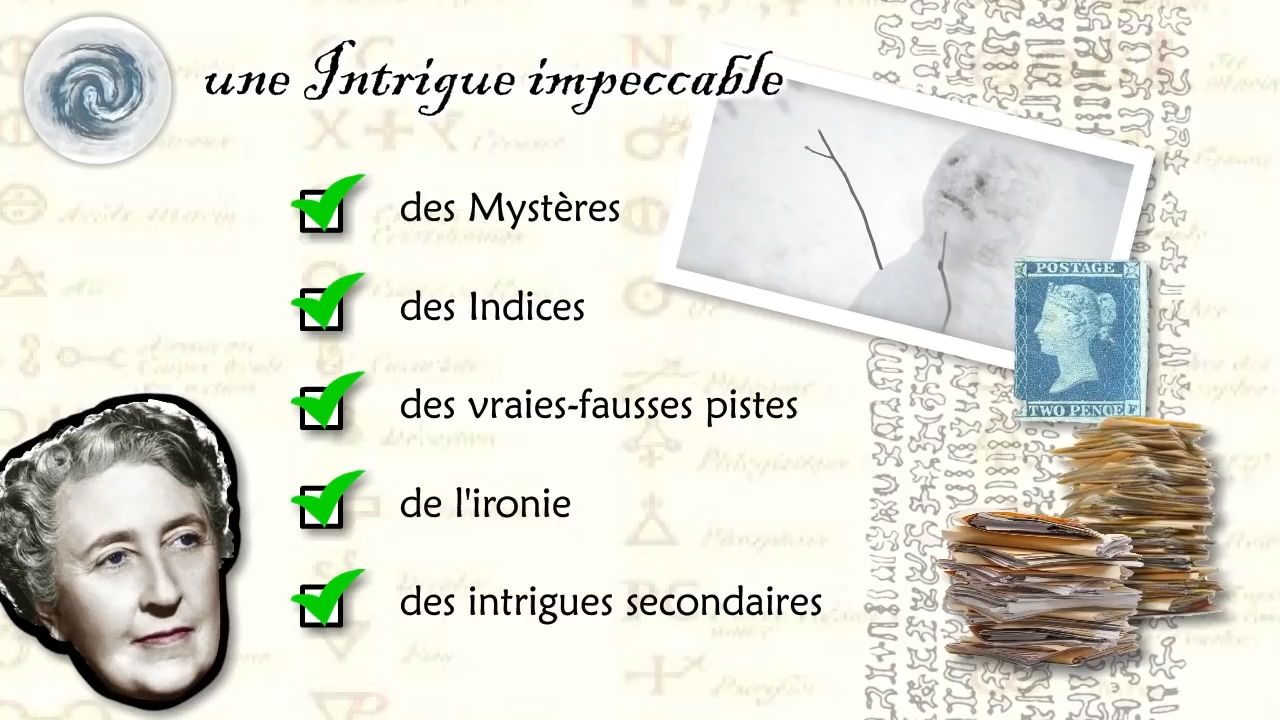 une Intrigue impeccable
des Mystères
des Indices
des vraies-fausses pistes
de l'ironie
des intrigues secondaires
POSTAGE
TWO PENCE